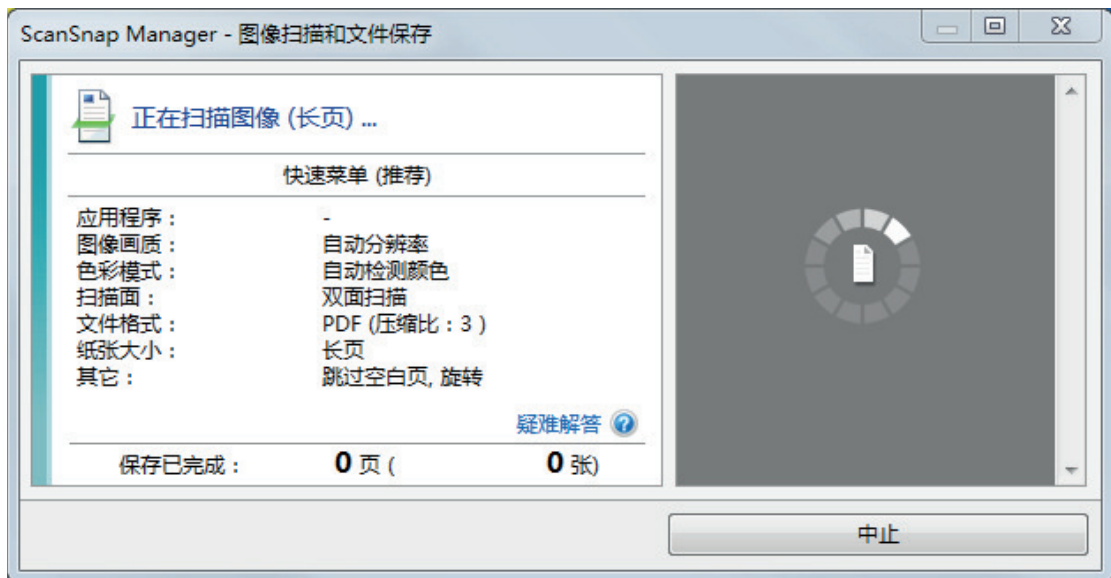 ScanSnap Manager - 图像扫描和文件保存
正在扫描图像 (长页) ...
快速菜单 (推荐)
应用程序： -
图像画质： 自动分辨率
色彩模式： 自动检测颜色
扫描面： 双面扫描
文件格式： PDF (压缩比：3 )
纸张大小： 长页
其它： 跳过空白页, 旋转
疑难解答
保存已完成： 0 页 ( 0 张)
中止